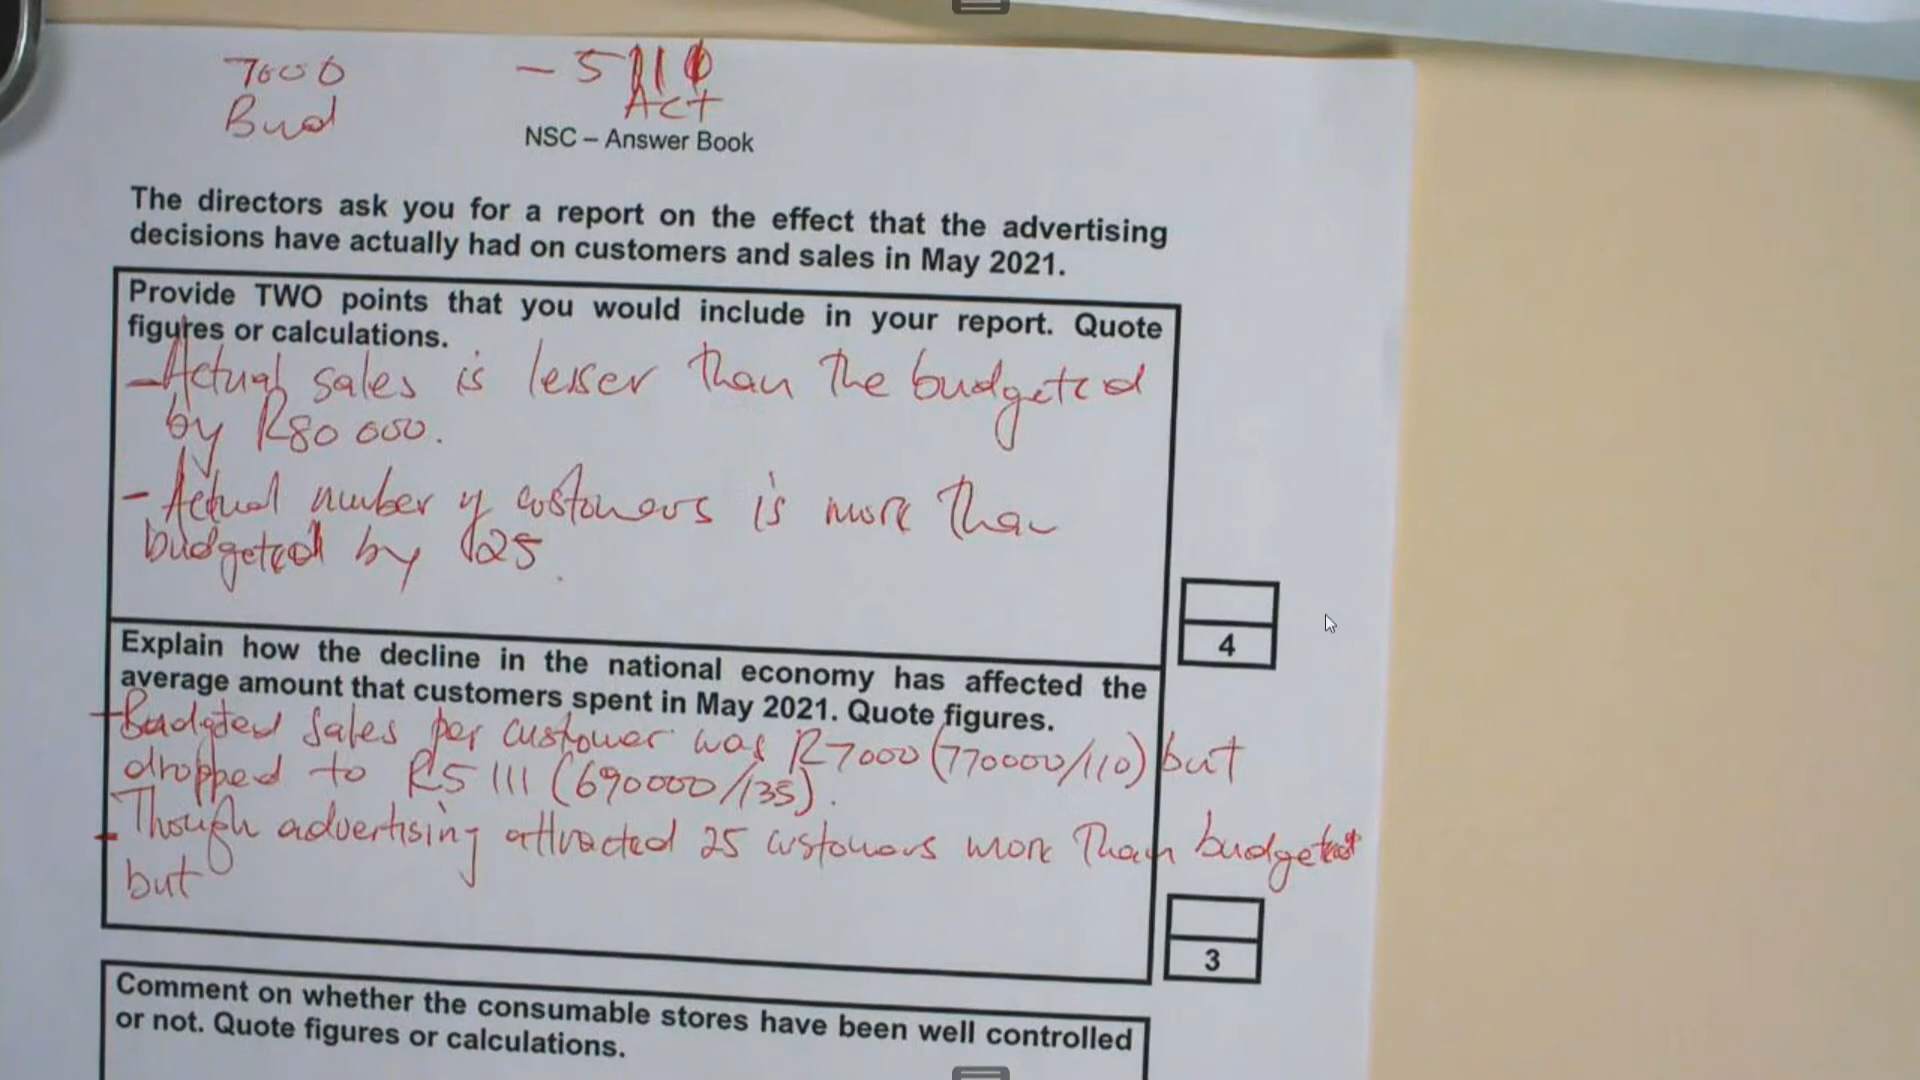 7000 - 5111
Bud Act
NSC – Answer Book
The directors ask you for a report on the effect that the advertising
decisions have actually had on customers and sales in May 2021.
Provide TWO points that you would include in your report. Quote
figures or calculations.
- Actual sales is lesser than the budgeted
by R80 000.
- Actual number of customers is more than
budgeted by 25.
4
Explain how the decline in the national economy has affected the
average amount that customers spent in May 2021. Quote figures.
- Budgeted sales per customer was R7000 (770000/110) but
dropped to R5 111 (690000/135).
- Though advertising attracted 25 customers more than budgeted
but
3
Comment on whether the consumable stores have been well controlled
or not. Quote figures or calculations.